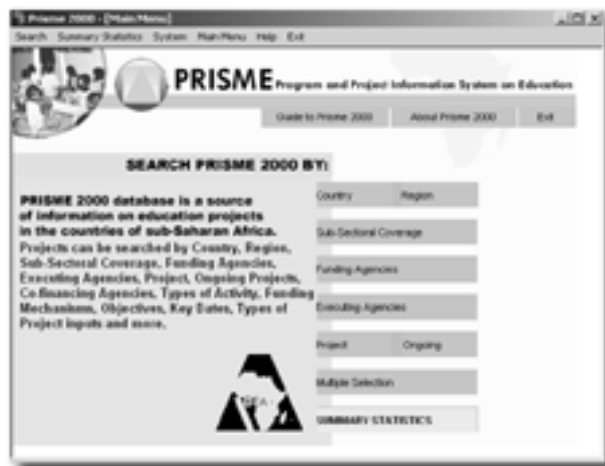 Prisme 2000 - [Main Menu]
Search Summary Statistics System Main Menu Help Exit
PRISME Program and Project Information System on Education
Guide to Prisme 2000 About Prisme 2000 Exit
SEARCH PRISME 2000 BY:
PRISME 2000 database is a source
of information on education projects
in the countries of sub-Saharan Africa.
Projects can be searched by Country, Region,
Sub-Sectoral Coverage, Funding Agencies,
Executing Agencies, Project, Ongoing Projects,
Co-financing Agencies, Types of Activity, Funding
Mechanisms, Objectives, Key Dates, Types of
Project inputs and more.
Country Region
Sub-Sectoral Coverage
Funding Agencies
Executing Agencies
Project Ongoing
Multiple Selection
SUMMARY STATISTICS